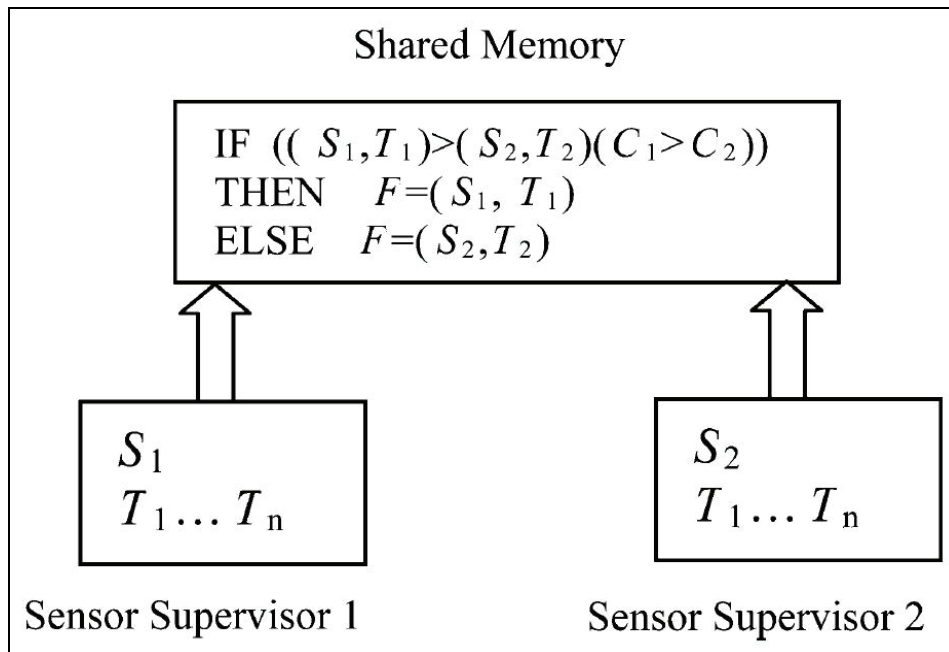 Shared Memory
IF (( S₁,T₁)>( S₂,T₂)(C₁>C₂))
THEN F=( S₁, T₁)
ELSE F=( S₂,T₂)
S₁
T₁... Tₙ
Sensor Supervisor 1
S₂
T₁... Tₙ
Sensor Supervisor 2